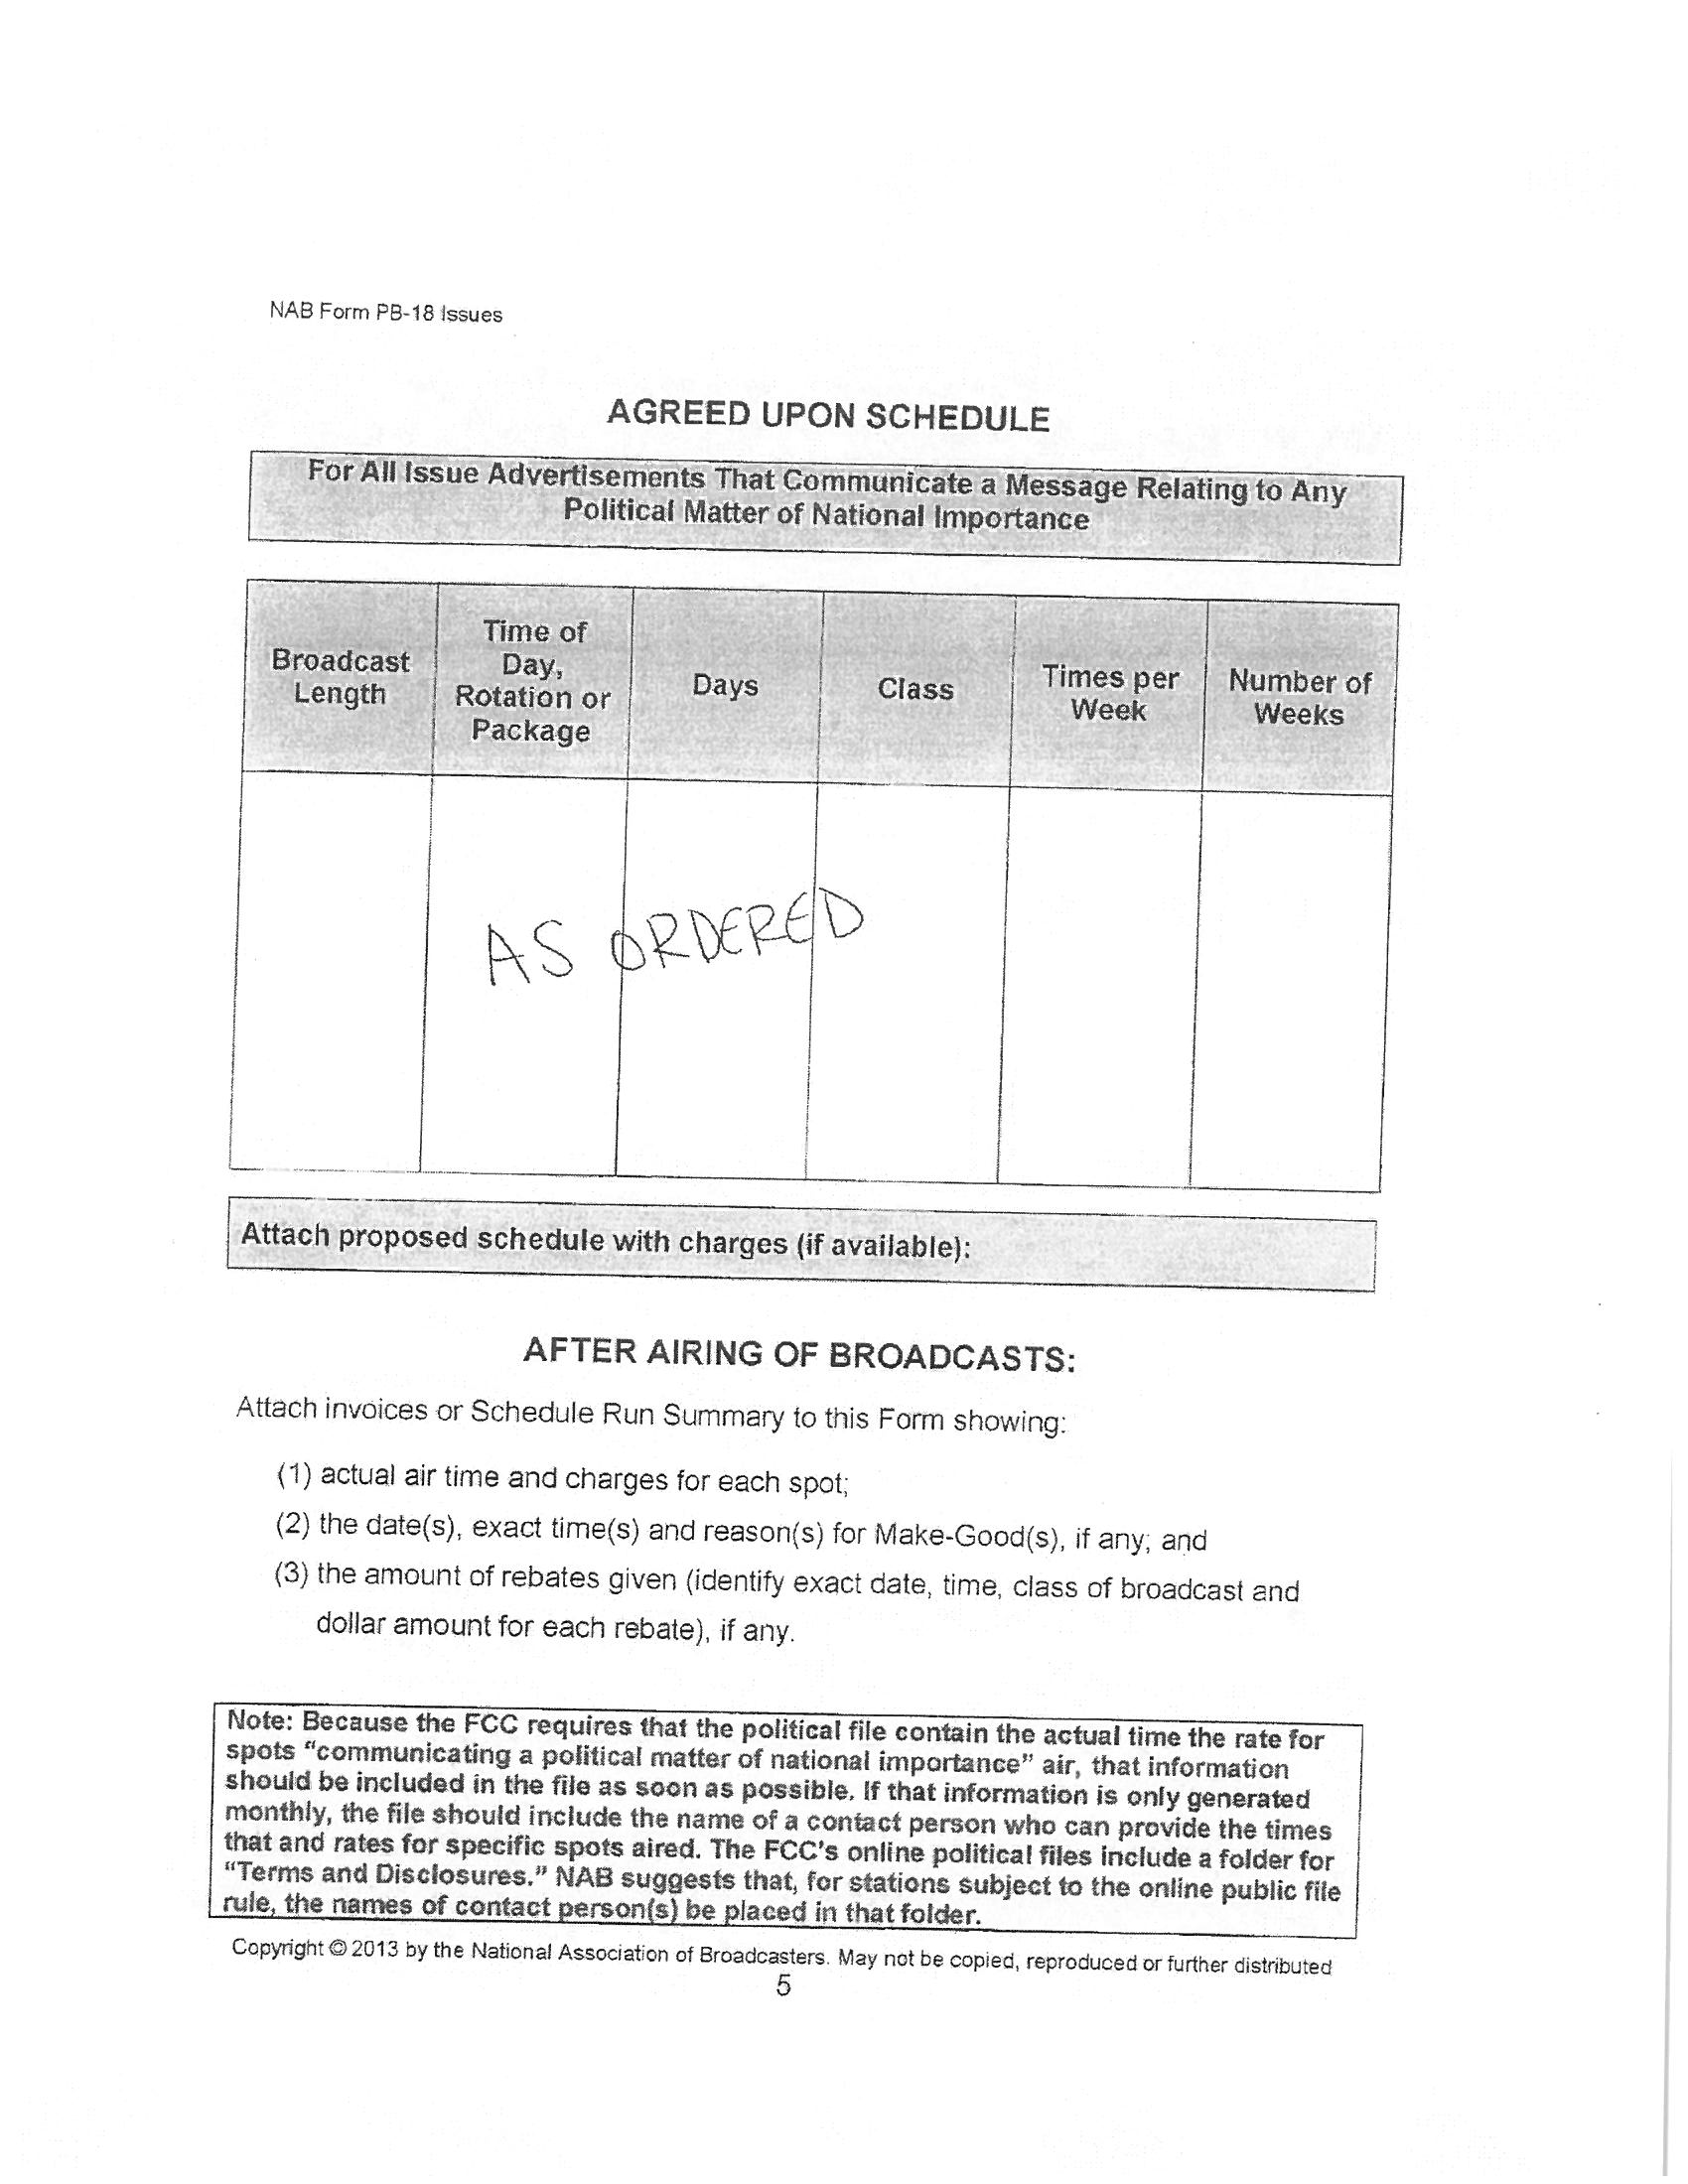 NAB Form PB-18 Issues
AGREED UPON SCHEDULE
For All Issue Advertisements That Communicate a Message Relating to Any
Political Matter of National Importance
Broadcast
Length
Time of
Day,
Rotation or
Package
Days
Class
Times per
Week
Number of
Weeks
AS ORDERED
Attach proposed schedule with charges (if available):
AFTER AIRING OF BROADCASTS:
Attach invoices or Schedule Run Summary to this Form showing:
(1) actual air time and charges for each spot;
(2) the date(s), exact time(s) and reason(s) for Make-Good(s), if any; and
(3) the amount of rebates given (identify exact date, time, class of broadcast and
dollar amount for each rebate), if any.
Note: Because the FCC requires that the political file contain the actual time the rate for
spots “communicating a political matter of national importance” air, that information
should be included in the file as soon as possible. If that information is only generated
monthly, the file should include the name of a contact person who can provide the times
that and rates for specific spots aired. The FCC's online political files include a folder for
“Terms and Disclosures.” NAB suggests that, for stations subject to the online public file
rule, the names of contact person(s) be placed in that folder.
Copyright © 2013 by the National Association of Broadcasters. May not be copied, reproduced or further distributed
5